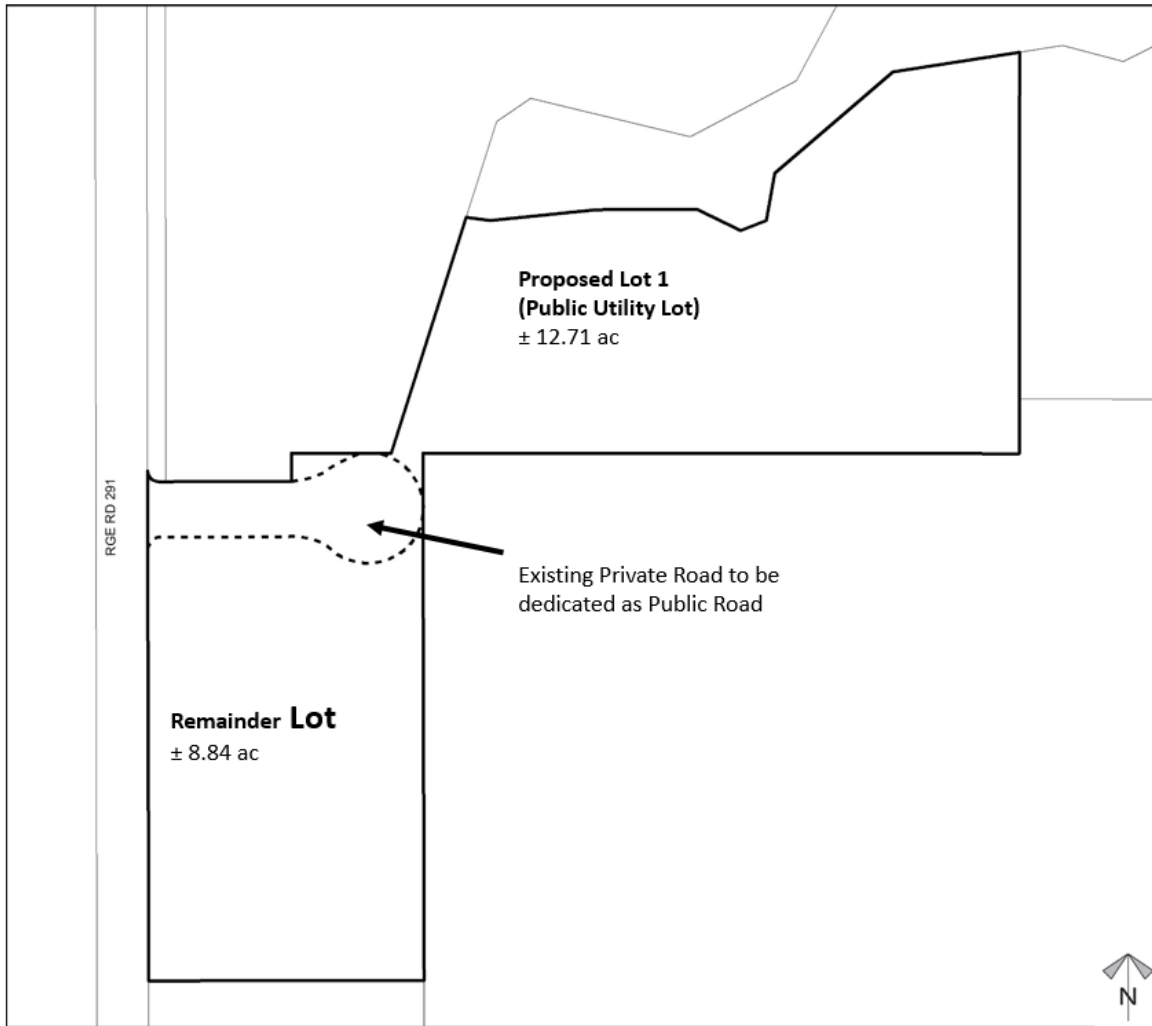 Proposed Lot 1
(Public Utility Lot)
± 12.71 ac
RGE RD 291
Existing Private Road to be
dedicated as Public Road
Remainder Lot
± 8.84 ac
N